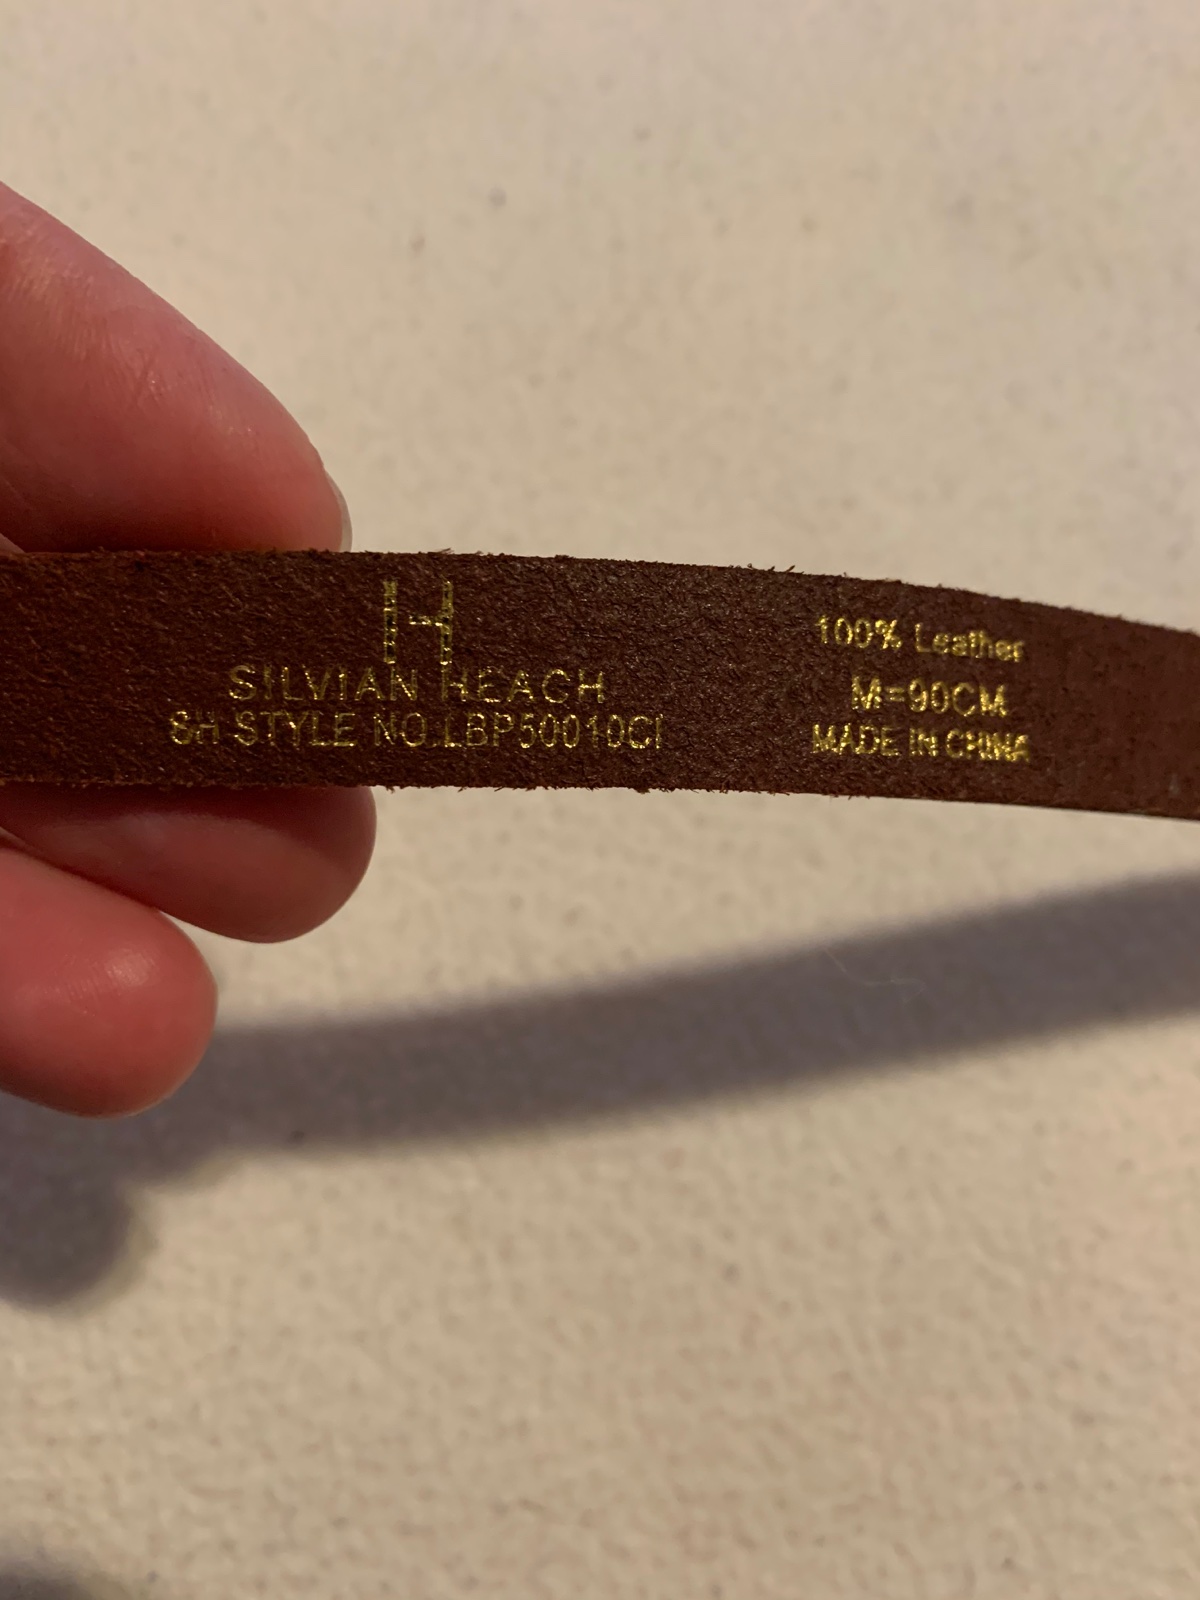 H
SILVIAN HEACH
SH STYLE NO.LBP50010CI
100% Leather
M=90CM
MADE IN CHINA